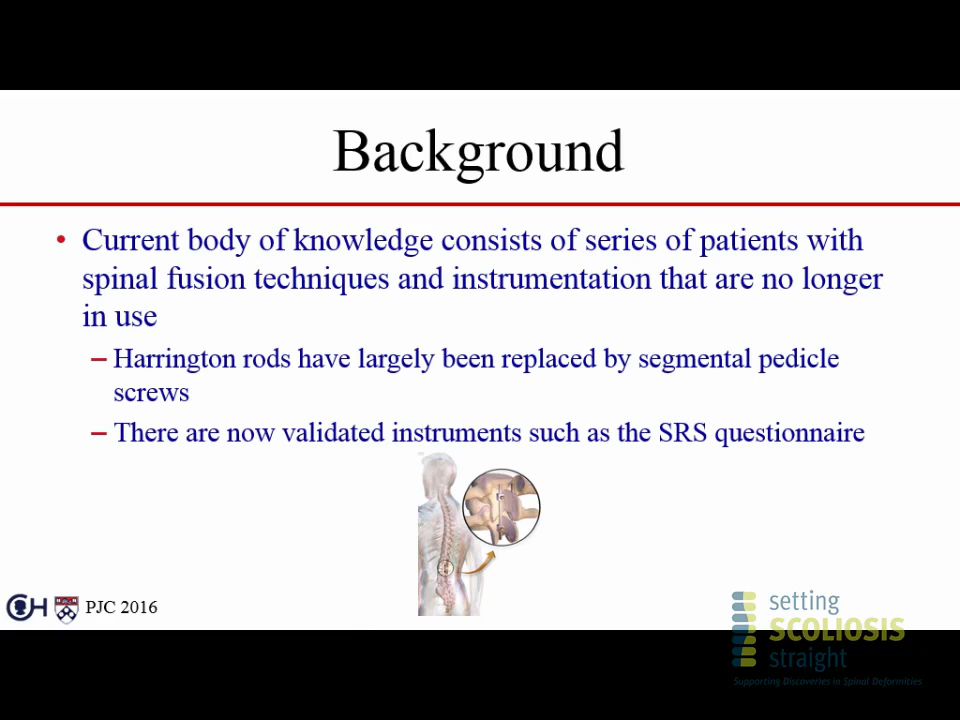 Background
• Current body of knowledge consists of series of patients with
spinal fusion techniques and instrumentation that are no longer
in use
– Harrington rods have largely been replaced by segmental pedicle
screws
– There are now validated instruments such as the SRS questionnaire
CH PJC 2016
setting
SCOLIOSIS
straight
Supporting Discoveries in Spinal Deformities